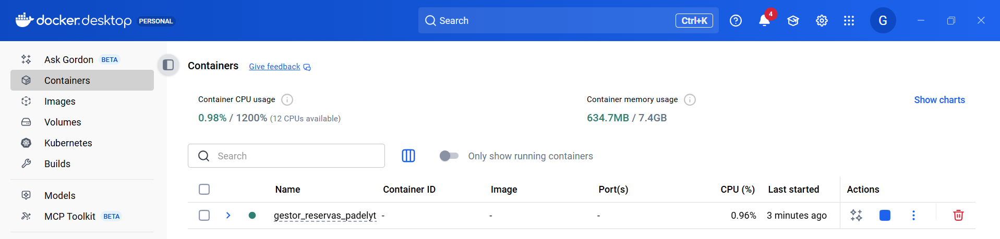 docker.desktop PERSONAL
Search Ctrl+K
4
G
Ask Gordon BETA
Containers
Images
Volumes
Kubernetes
Builds
Models
MCP Toolkit BETA
Containers Give feedback
Container CPU usage
0.98% / 1200% (12 CPUs available)
Container memory usage
634.7MB / 7.4GB
Show charts
Search
Only show running containers
Name Container ID Image Port(s) CPU (%) Last started Actions
gestor_reservas_padelyt - - - 0.96% 3 minutes ago